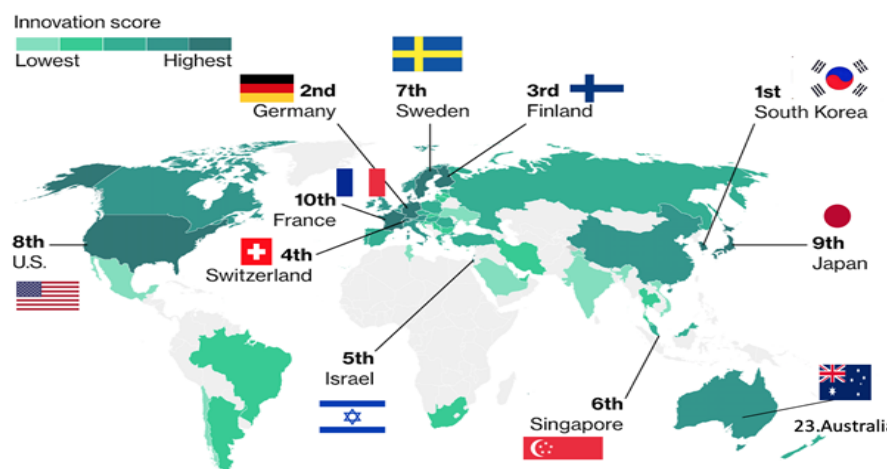 Innovation score
Lowest Highest
2nd
Germany
7th
Sweden
3rd
Finland
1st
South Korea
10th
France
4th
Switzerland
8th
U.S.
9th
Japan
5th
Israel
6th
Singapore
23.Australia